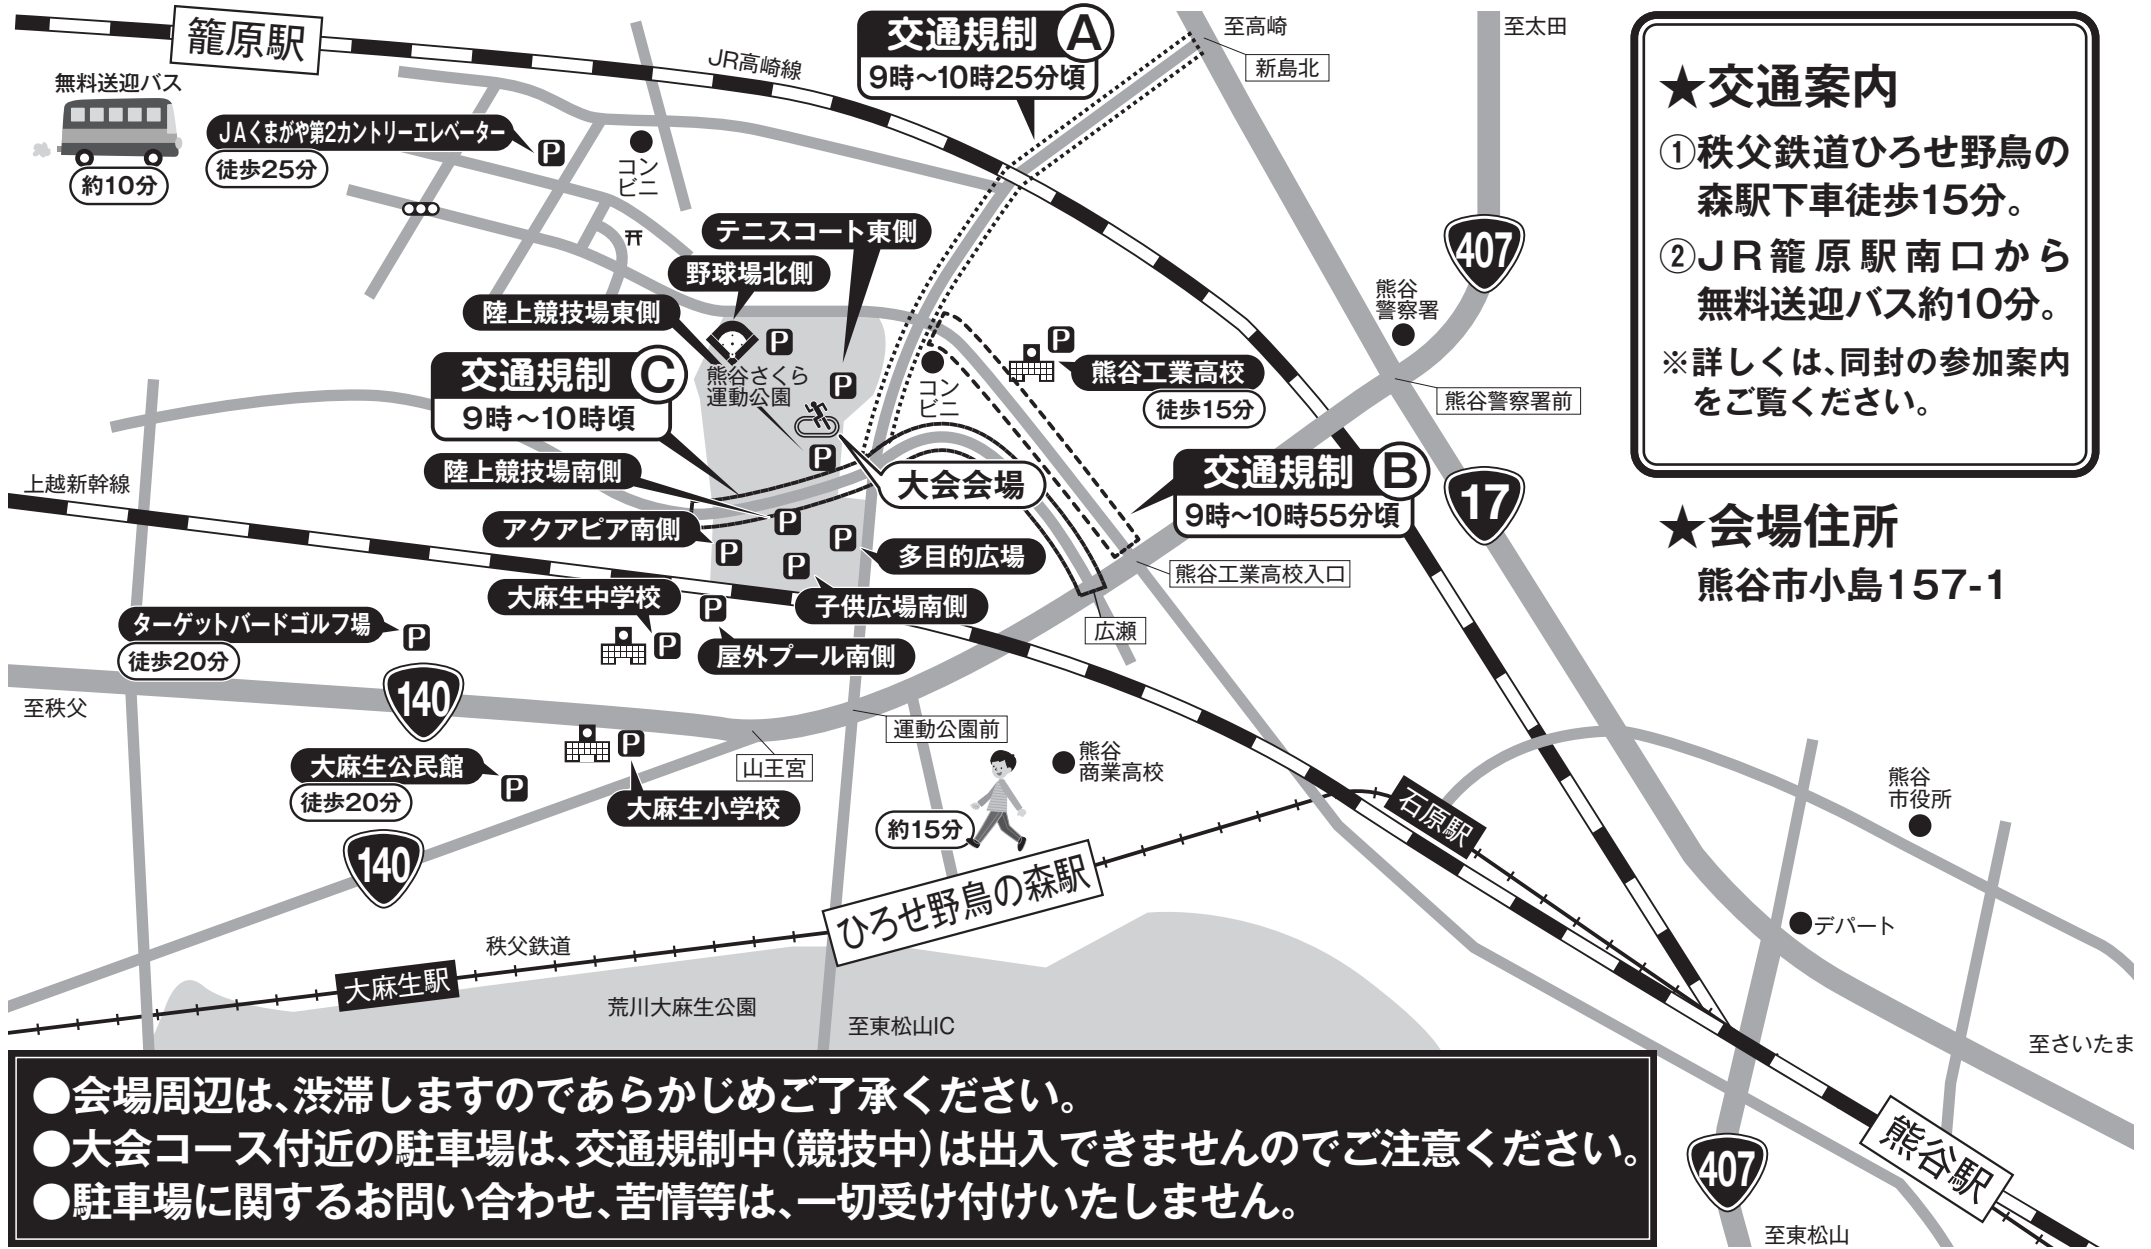 籠原駅
無料送迎バス
約10分
JAくまがや第2カントリーエレベーター
徒歩25分
P
コン
ビニ
JR高崎線
交通規制 A
9時～10時25分頃
至高崎
新島北
至太田
407
熊谷
警察署
熊谷警察署前
17
テニスコート東側
野球場北側
陸上競技場東側
P
熊谷さくら
運動公園
P
P
コン
ビニ
P
熊谷工業高校
徒歩15分
交通規制 C
9時～10時頃
陸上競技場南側
大会会場
交通規制 B
9時～10時55分頃
上越新幹線
アクアピア南側
P
P
P
P
多目的広場
熊谷工業高校入口
大麻生中学校
P
P
子供広場南側
広瀬
屋外プール南側
ターゲットバードゴルフ場
徒歩20分
P
140
至秩父
運動公園前
山王宮
大麻生公民館
徒歩20分
P
P
大麻生小学校
140
約15分
熊谷
商業高校
石原駅
熊谷
市役所
デパート
ひろせ野鳥の森駅
秩父鉄道
大麻生駅
荒川大麻生公園
至東松山IC
至さいたま
熊谷駅
407
至東松山
★交通案内
①秩父鉄道ひろせ野鳥の
森駅下車徒歩15分。
②JR籠原駅南口から
無料送迎バス約10分。
※詳しくは、同封の参加案内
をご覧ください。
★会場住所
熊谷市小島157-1
●会場周辺は、渋滞しますのであらかじめご了承ください。
●大会コース付近の駐車場は、交通規制中（競技中）は出入できませんのでご注意ください。
●駐車場に関するお問い合わせ、苦情等は、一切受け付けいたしません。